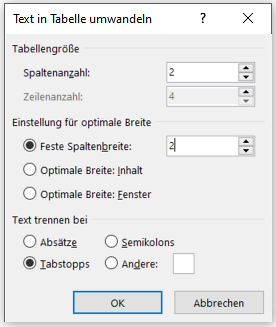 Text in Tabelle umwandeln ? ×
Tabellengröße
Spaltenanzahl: 2
Zeilenanzahl: 4
Einstellung für optimale Breite
Feste Spaltenbreite: 2
Optimale Breite: Inhalt
Optimale Breite: Fenster
Text trennen bei
Absätze Semikolons
Tabstopps Andere:
OK Abbrechen